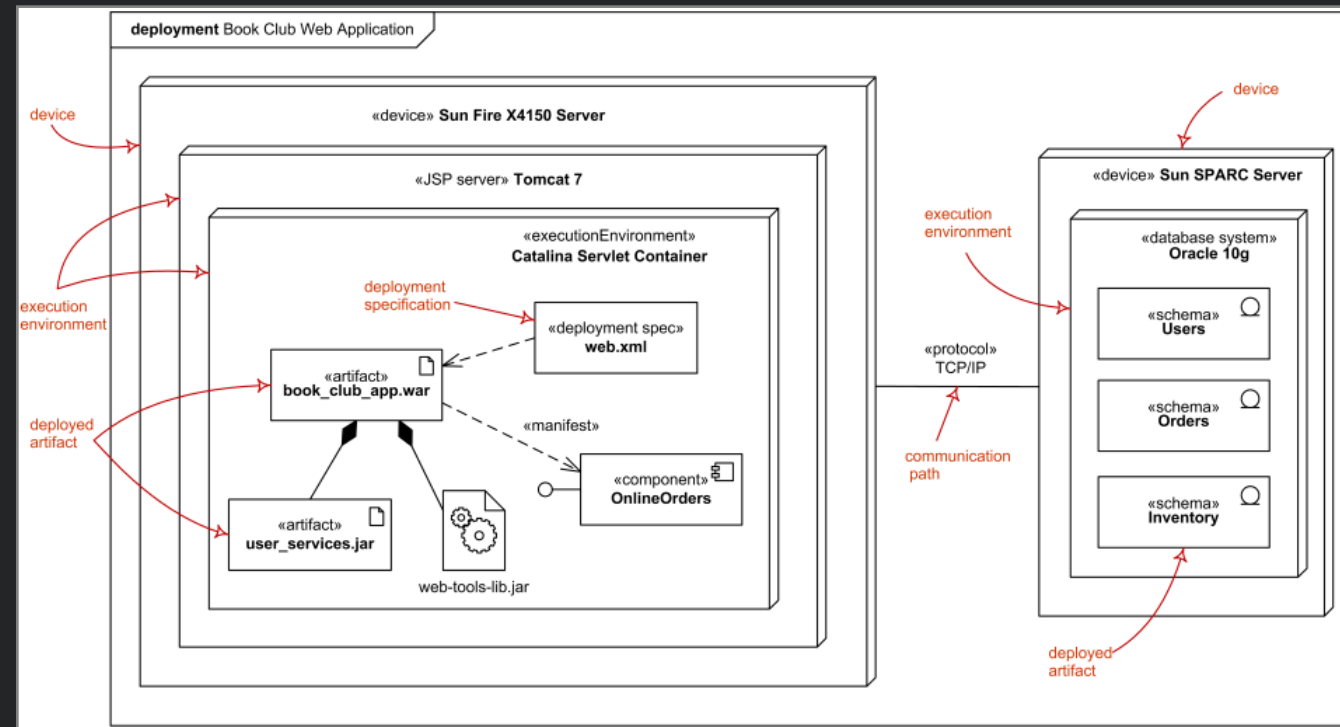 deployment Book Club Web Application
device
«device» Sun Fire X4150 Server
«JSP server» Tomcat 7
«executionEnvironment»
Catalina Servlet Container
execution
environment
deployment
specification
«deployment spec»
web.xml
«artifact»
book_club_app.war
deployed
artifact
«manifest»
«component»
OnlineOrders
«artifact»
user_services.jar
web-tools-lib.jar
«protocol»
TCP/IP
communication
path
device
«device» Sun SPARC Server
execution
environment
«database system»
Oracle 10g
«schema»
Users
«schema»
Orders
«schema»
Inventory
deployed
artifact